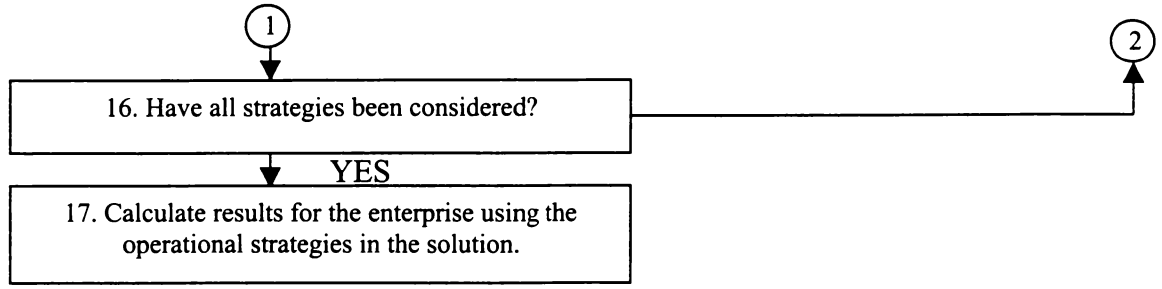 1
2
16. Have all strategies been considered?
YES
17. Calculate results for the enterprise using the
operational strategies in the solution.